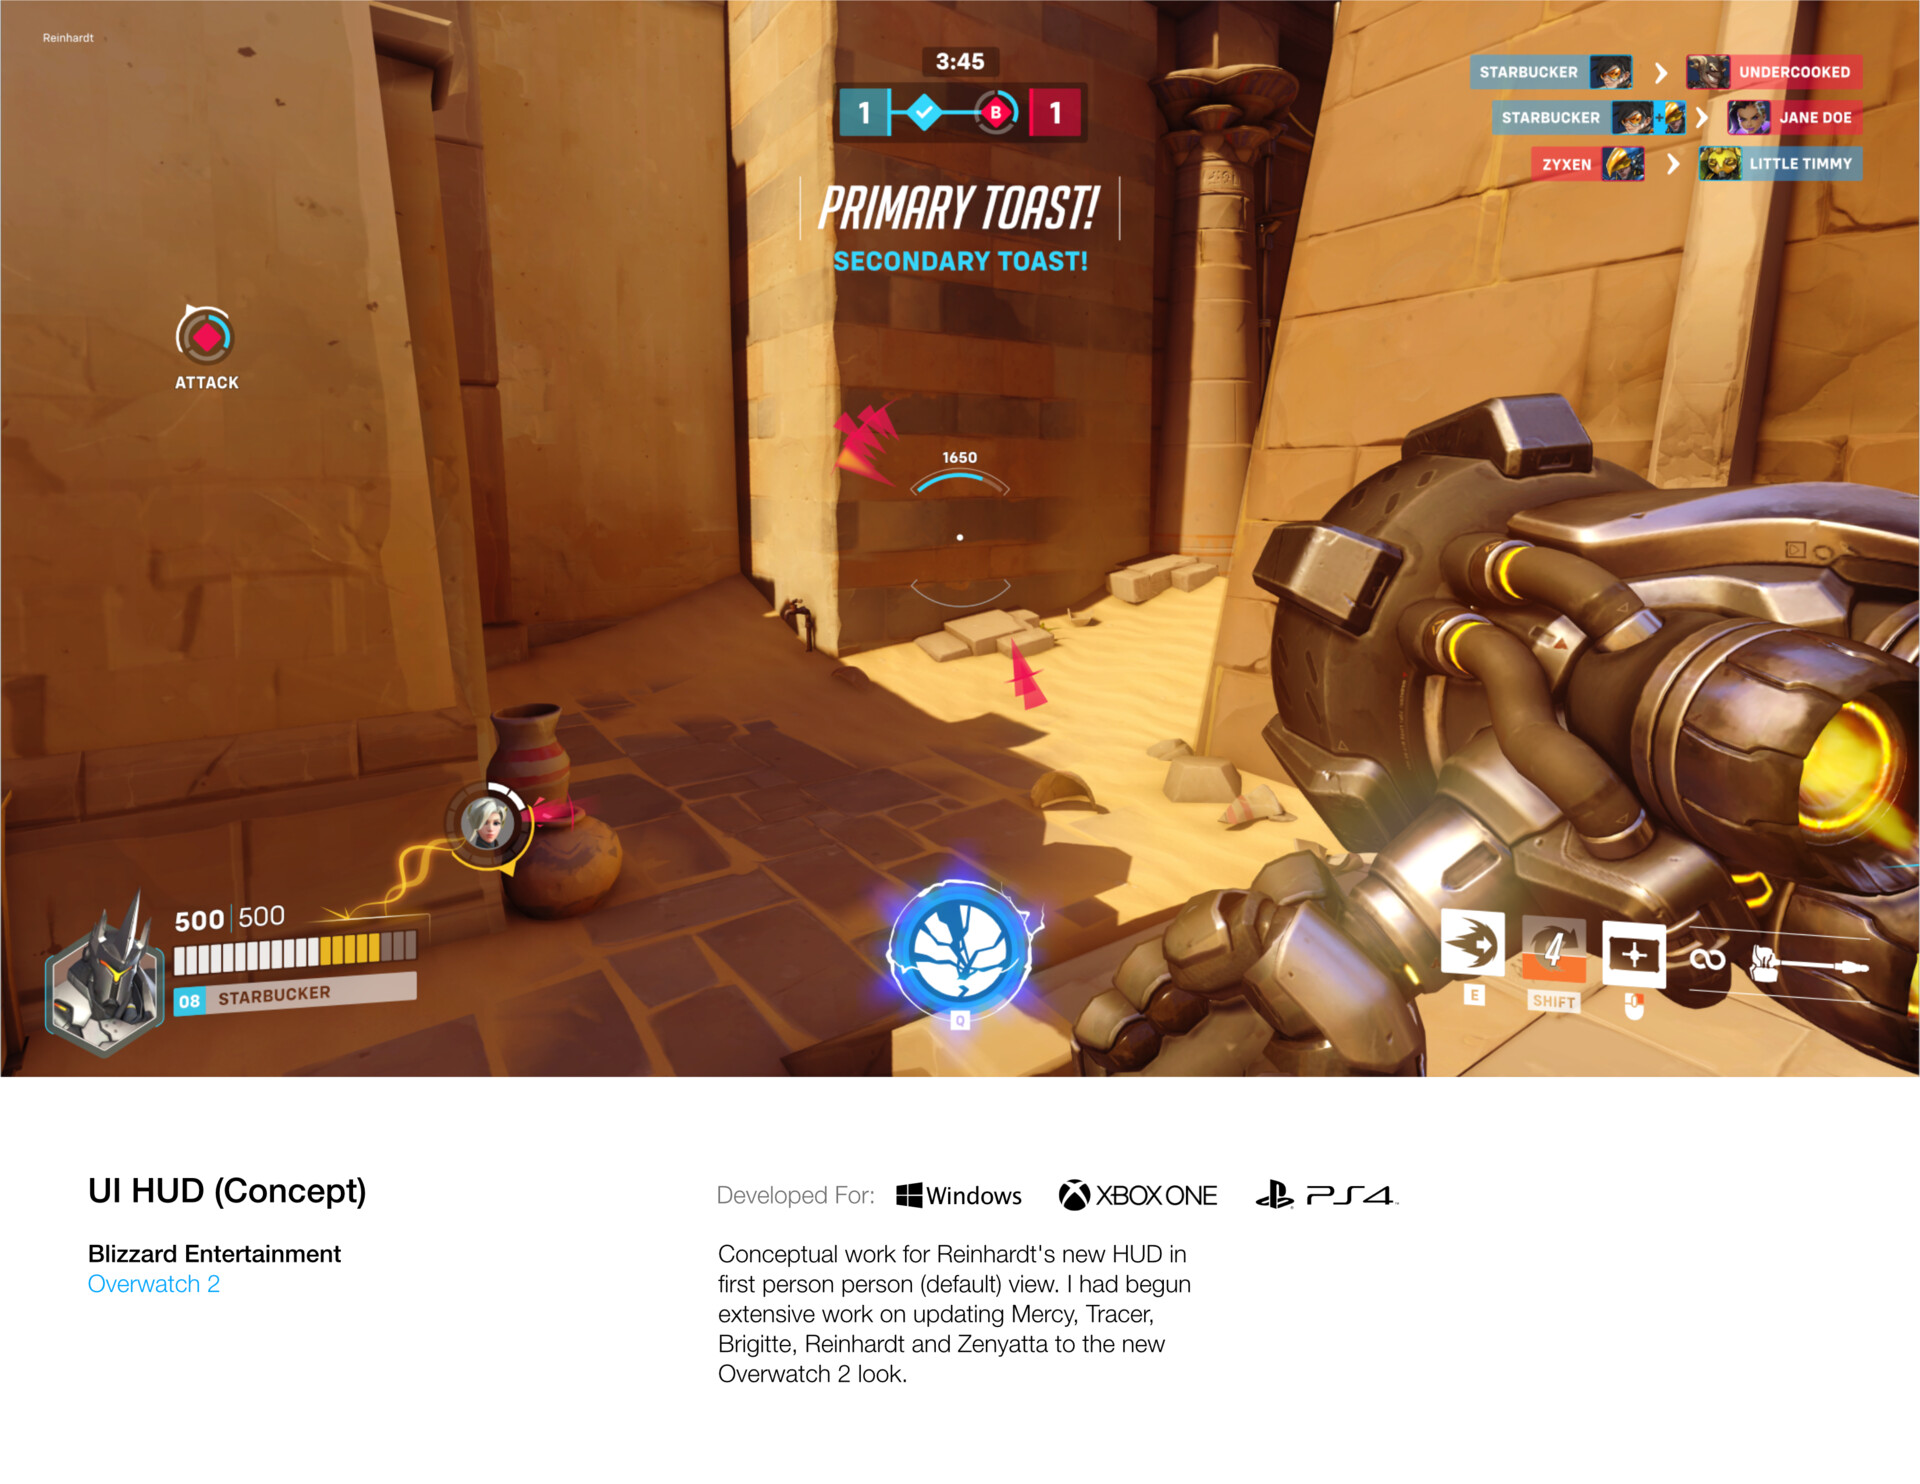 Reinhardt
3:45
1 B 1
PRIMARY TOAST!
SECONDARY TOAST!
STARBUCKER UNDERCOOKED
STARBUCKER + JANE DOE
ZYXEN LITTLE TIMMY
ATTACK
1650
500 | 500
08 STARBUCKER
Q
4
E
SHIFT
UI HUD (Concept)
Blizzard Entertainment
Overwatch 2
Developed For: Windows XBOX ONE PS4
Conceptual work for Reinhardt's new HUD in
first person person (default) view. I had begun
extensive work on updating Mercy, Tracer,
Brigitte, Reinhardt and Zenyatta to the new
Overwatch 2 look.